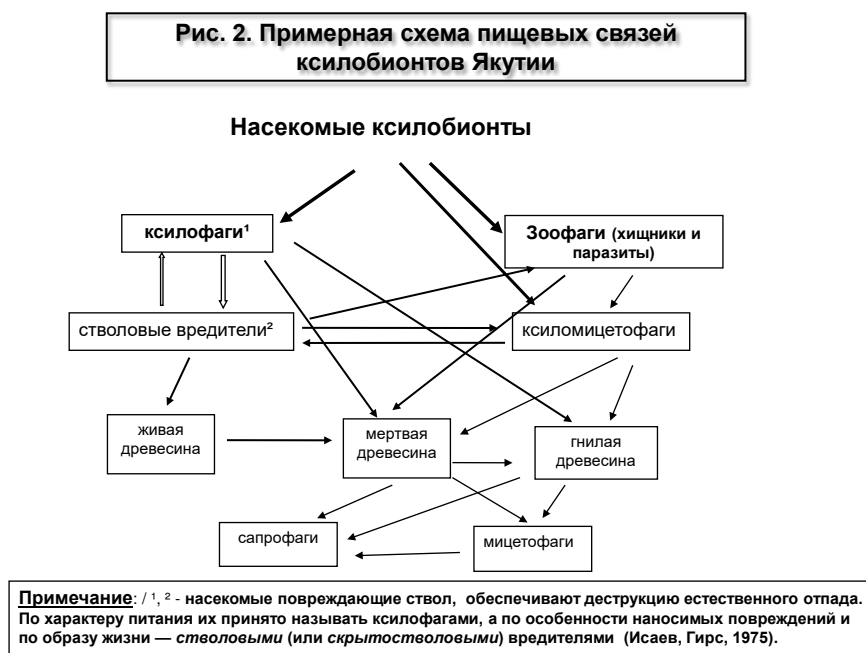 Рис. 2. Примерная схема пищевых связей
ксилобионтов Якутии
Насекомые ксилобионты
ксилофаги¹
Зоофаги (хищники и
паразиты)
стволовые вредители²
ксиломицетофаги
живая
древесина
мертвая
древесина
гнилая
древесина
сапрофаги
мицетофаги
Примечание: / ¹, ² - насекомые повреждающие ствол, обеспечивают деструкцию естественного отпада.
По характеру питания их принято называть ксилофагами, а по особенности наносимых повреждений и
по образу жизни — стволовыми (или скрытостволовыми) вредителями (Исаев, Гирс, 1975).